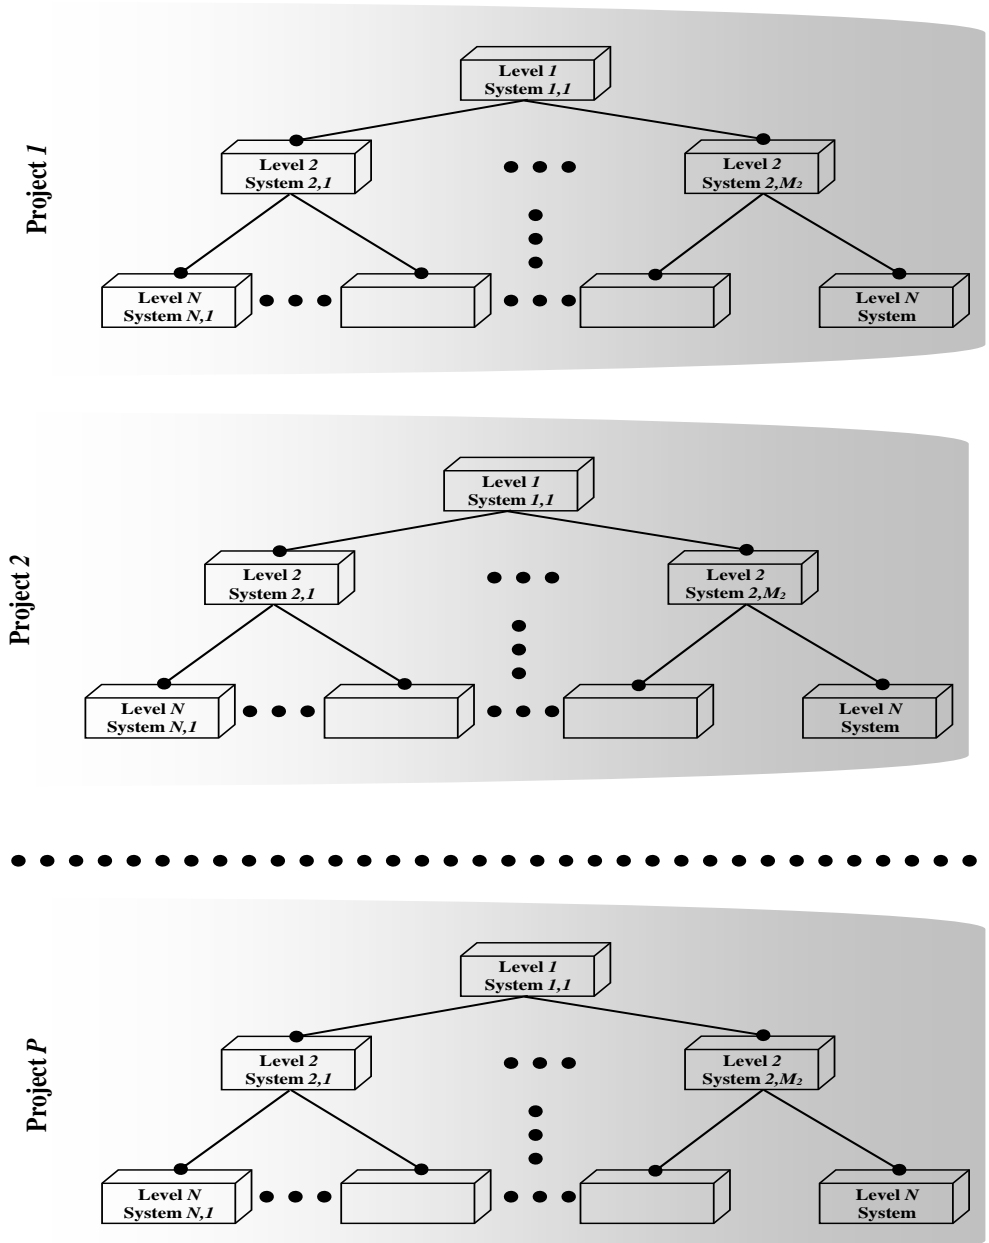 Project 1
Level 1
System 1,1
Level 2
System 2,1
Level 2
System 2,M₂
Level N
System N,1
Level N
System
Project 2
Level 1
System 1,1
Level 2
System 2,1
Level 2
System 2,M₂
Level N
System N,1
Level N
System
Project P
Level 1
System 1,1
Level 2
System 2,1
Level 2
System 2,M₂
Level N
System N,1
Level N
System